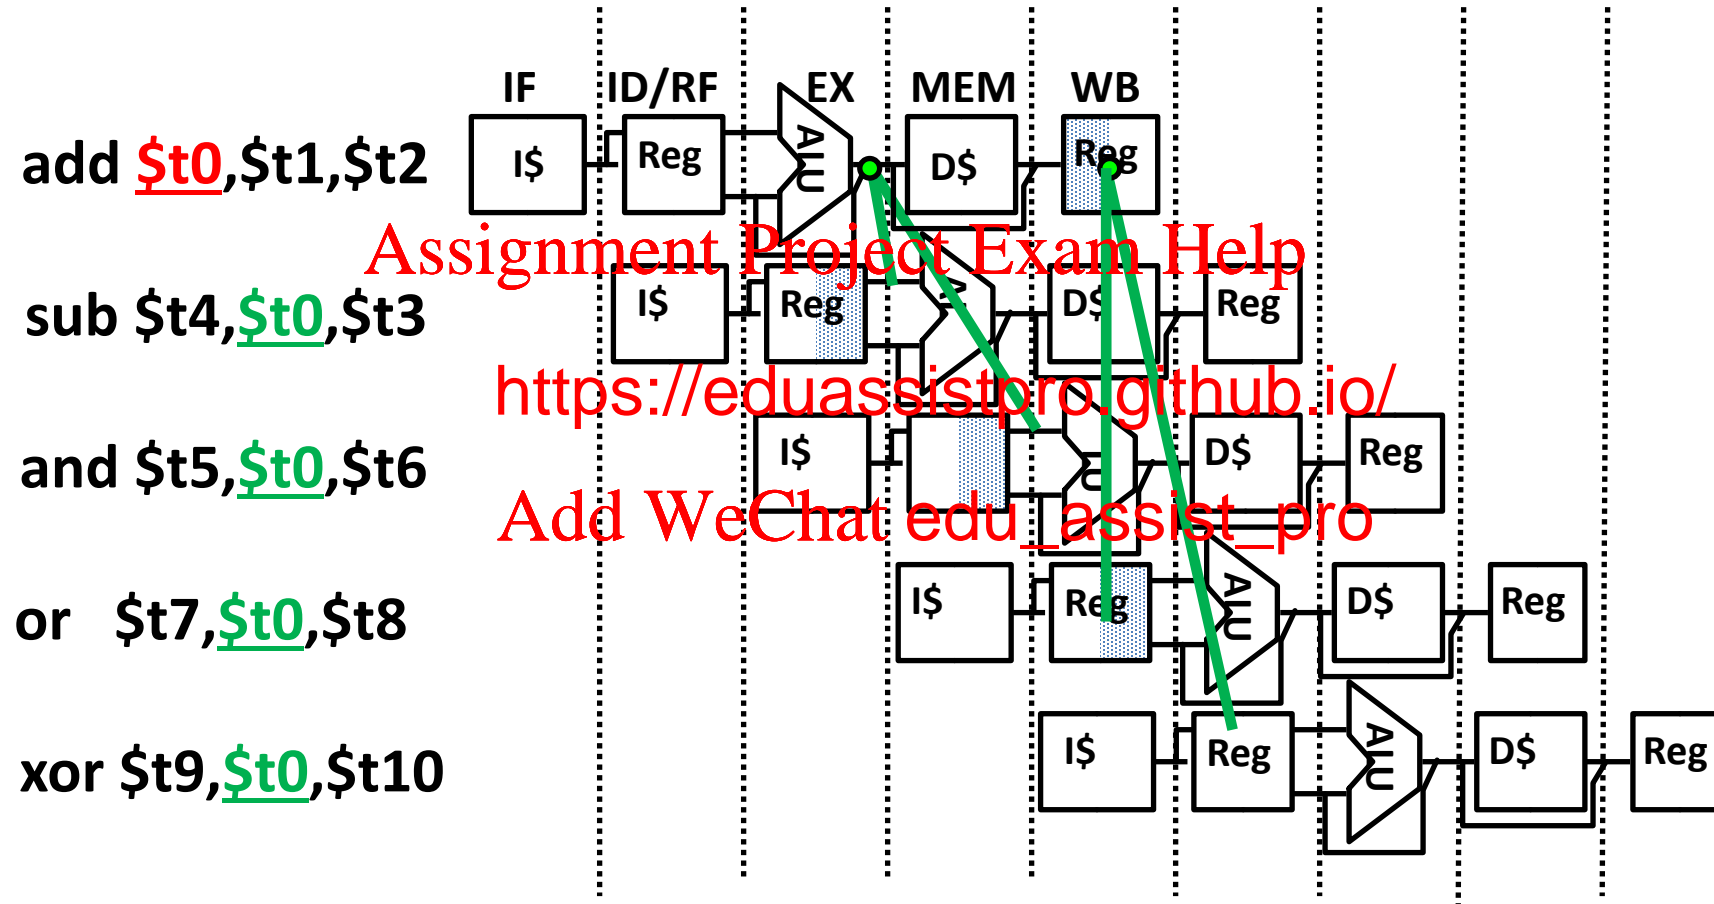 IF ID/RF EX MEM WB
add $t0,$t1,$t2 I$ Reg ALU D$ Reg
Assignment Project Exam Help
sub $t4,$t0,$t3 I$ Reg D$ Reg
https://eduassistpro.github.io/
and $t5,$t0,$t6 I$ D$ Reg
Add WeChat edu_assist_pro
or $t7,$t0,$t8 I$ Reg ALU D$ Reg
xor $t9,$t0,$t10 I$ Reg ALU D$ Reg